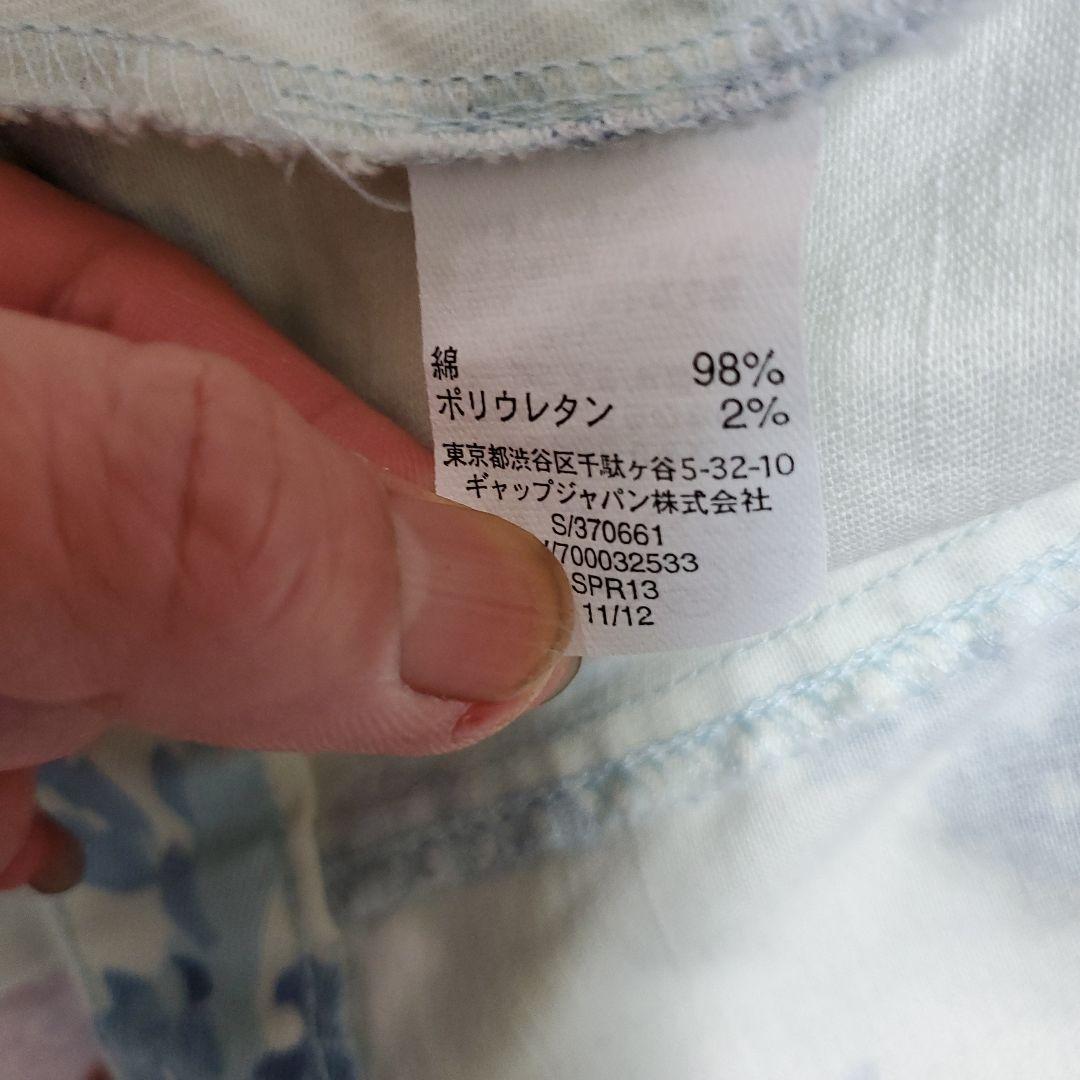 綿 98%
ポリウレタン 2%
東京都渋谷区千駄ヶ谷5-32-10
ギャップジャパン株式会社
S/370661
/700032533
SPR13
11/12